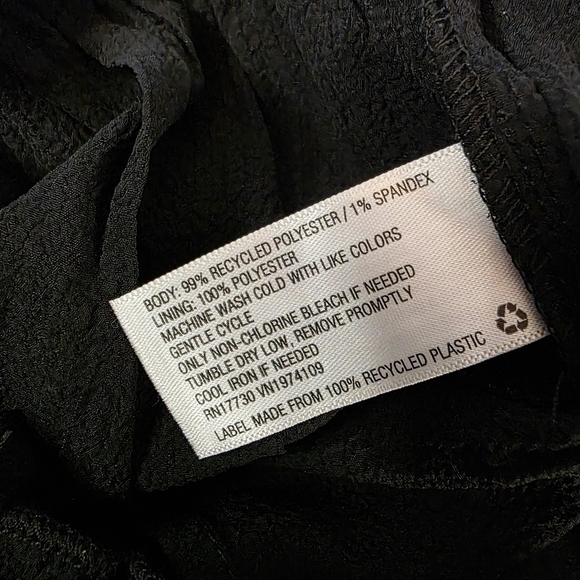 BODY: 99% RECYCLED POLYESTER / 1% SPANDEX
LINING: 100% POLYESTER
MACHINE WASH COLD WITH LIKE COLORS
GENTLE CYCLE
ONLY NON-CHLORINE BLEACH IF NEEDED
TUMBLE DRY LOW, REMOVE PROMPTLY
COOL IRON IF NEEDED
RN17730 VN1974109
LABEL MADE FROM 100% RECYCLED PLASTIC